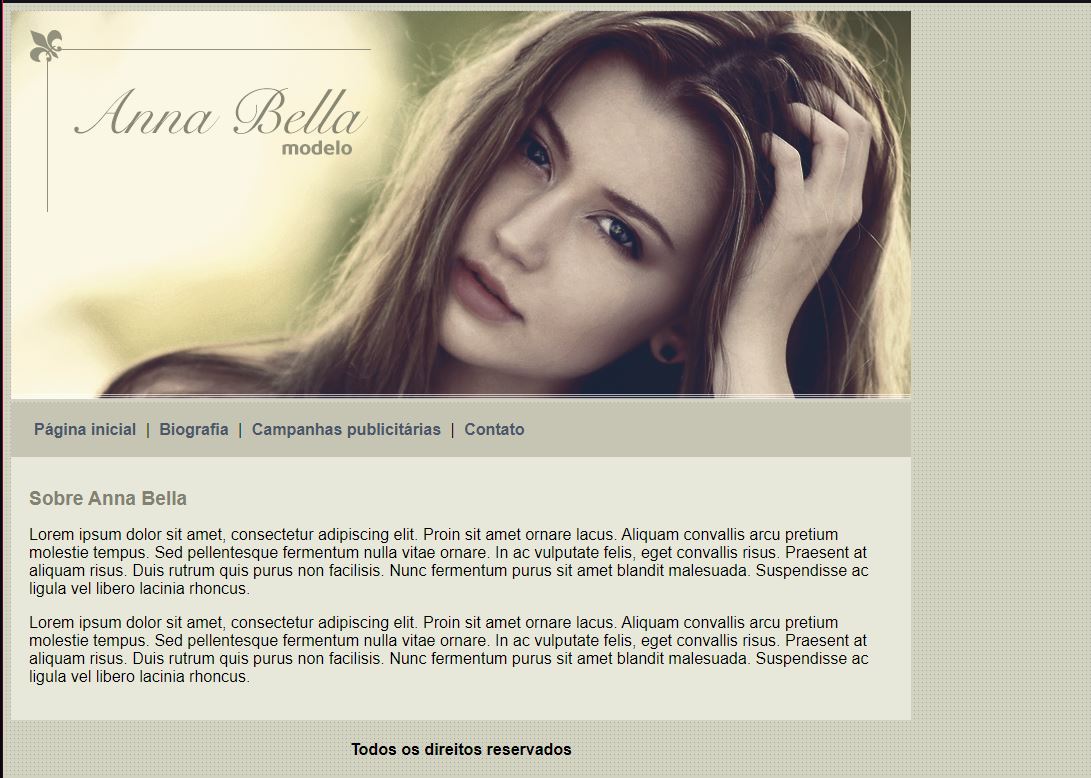 Anna Bella
modelo
Página inicial | Biografia | Campanhas publicitárias | Contato
Sobre Anna Bella
Lorem ipsum dolor sit amet, consectetur adipiscing elit. Proin sit amet ornare lacus. Aliquam convallis arcu pretium
molestie tempus. Sed pellentesque fermentum nulla vitae ornare. In ac vulputate felis, eget convallis risus. Praesent at
aliquam risus. Duis rutrum quis purus non facilisis. Nunc fermentum purus sit amet blandit malesuada. Suspendisse ac
ligula vel libero lacinia rhoncus.
Lorem ipsum dolor sit amet, consectetur adipiscing elit. Proin sit amet ornare lacus. Aliquam convallis arcu pretium
molestie tempus. Sed pellentesque fermentum nulla vitae ornare. In ac vulputate felis, eget convallis risus. Praesent at
aliquam risus. Duis rutrum quis purus non facilisis. Nunc fermentum purus sit amet blandit malesuada. Suspendisse ac
ligula vel libero lacinia rhoncus.
Todos os direitos reservados